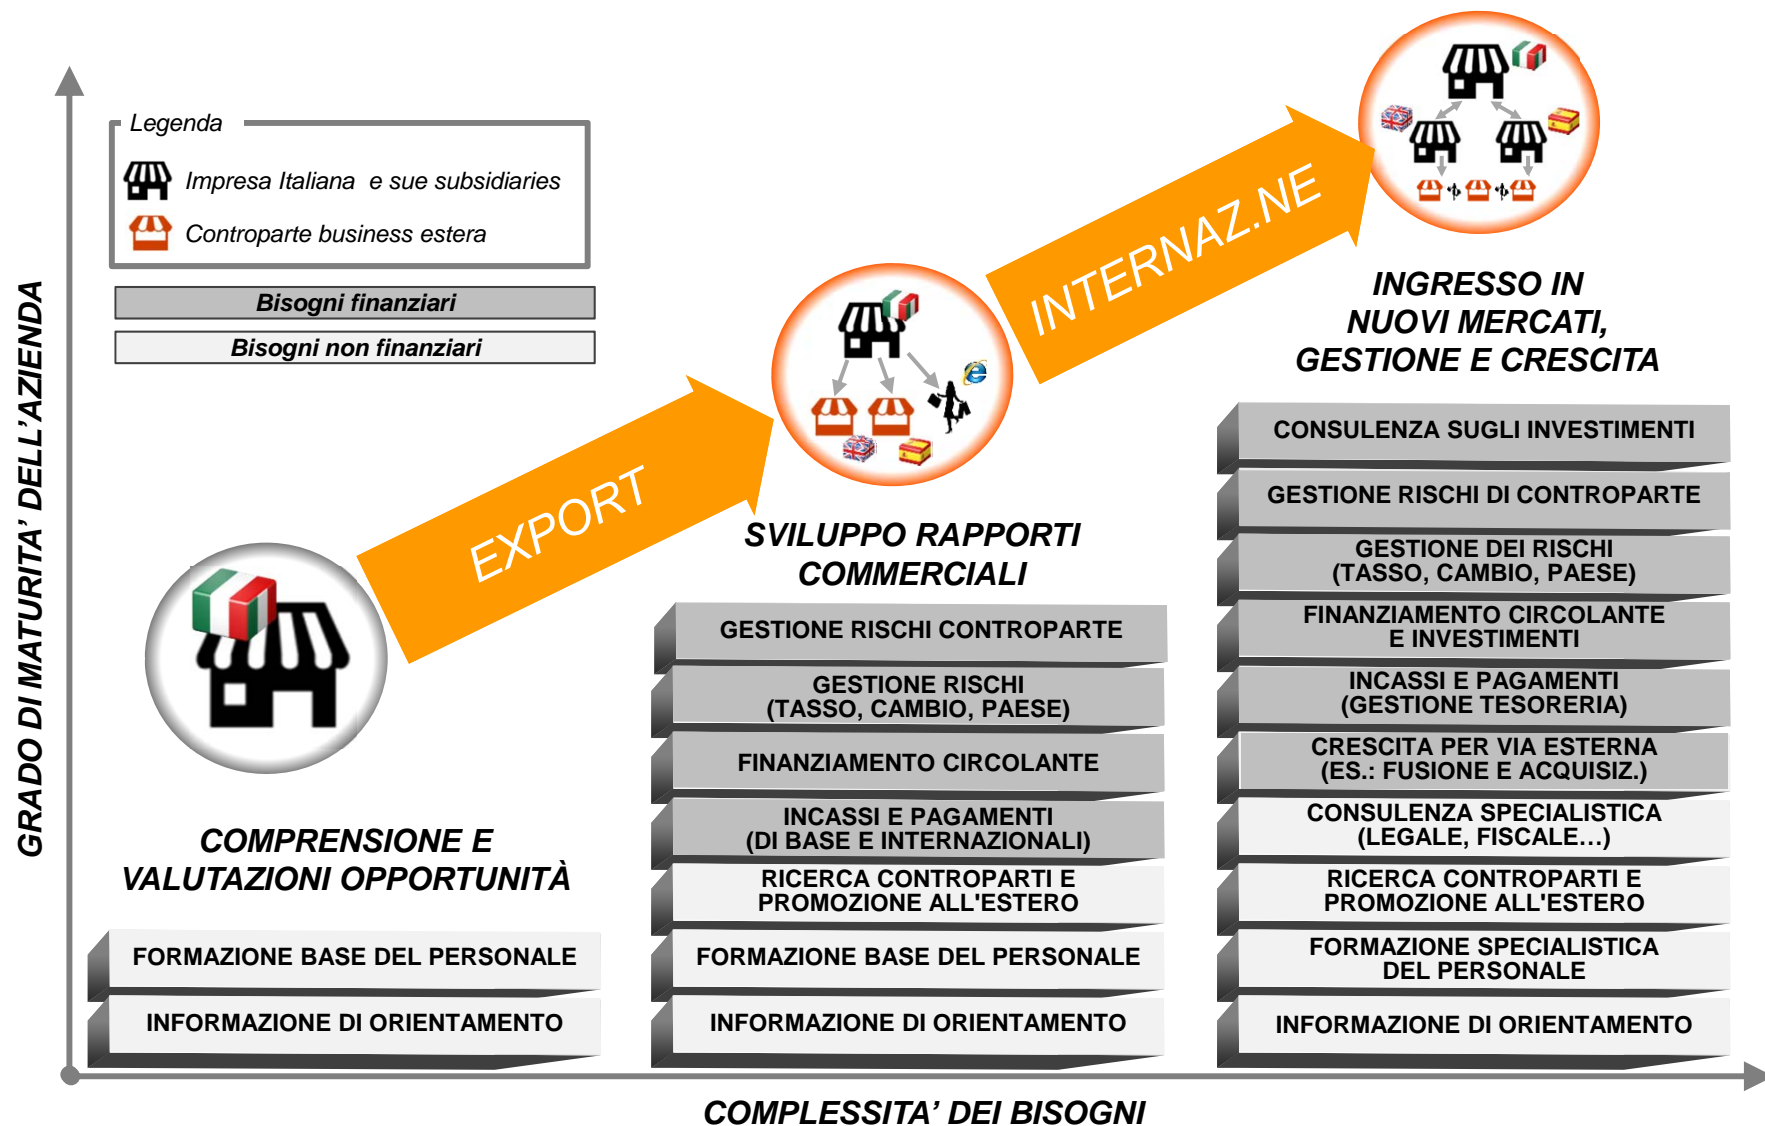 GRADO DI MATURITA’ DELL’AZIENDA
Legenda
Impresa Italiana e sue subsidiaries
Controparte business estera
Bisogni finanziari
Bisogni non finanziari
EXPORT
INTERNAZ.NE
COMPRENSIONE E
VALUTAZIONI OPPORTUNITÀ
FORMAZIONE BASE DEL PERSONALE
INFORMAZIONE DI ORIENTAMENTO
SVILUPPO RAPPORTI
COMMERCIALI
GESTIONE RISCHI CONTROPARTE
GESTIONE RISCHI
(TASSO, CAMBIO, PAESE)
FINANZIAMENTO CIRCOLANTE
INCASSI E PAGAMENTI
(DI BASE E INTERNAZIONALI)
RICERCA CONTROPARTI E
PROMOZIONE ALL'ESTERO
FORMAZIONE BASE DEL PERSONALE
INFORMAZIONE DI ORIENTAMENTO
INGRESSO IN
NUOVI MERCATI,
GESTIONE E CRESCITA
CONSULENZA SUGLI INVESTIMENTI
GESTIONE RISCHI DI CONTROPARTE
GESTIONE DEI RISCHI
(TASSO, CAMBIO, PAESE)
FINANZIAMENTO CIRCOLANTE
E INVESTIMENTI
INCASSI E PAGAMENTI
(GESTIONE TESORERIA)
CRESCITA PER VIA ESTERNA
(ES.: FUSIONE E ACQUISIZ.)
CONSULENZA SPECIALISTICA
(LEGALE, FISCALE…)
RICERCA CONTROPARTI E
PROMOZIONE ALL'ESTERO
FORMAZIONE SPECIALISTICA
DEL PERSONALE
INFORMAZIONE DI ORIENTAMENTO
COMPLESSITA’ DEI BISOGNI